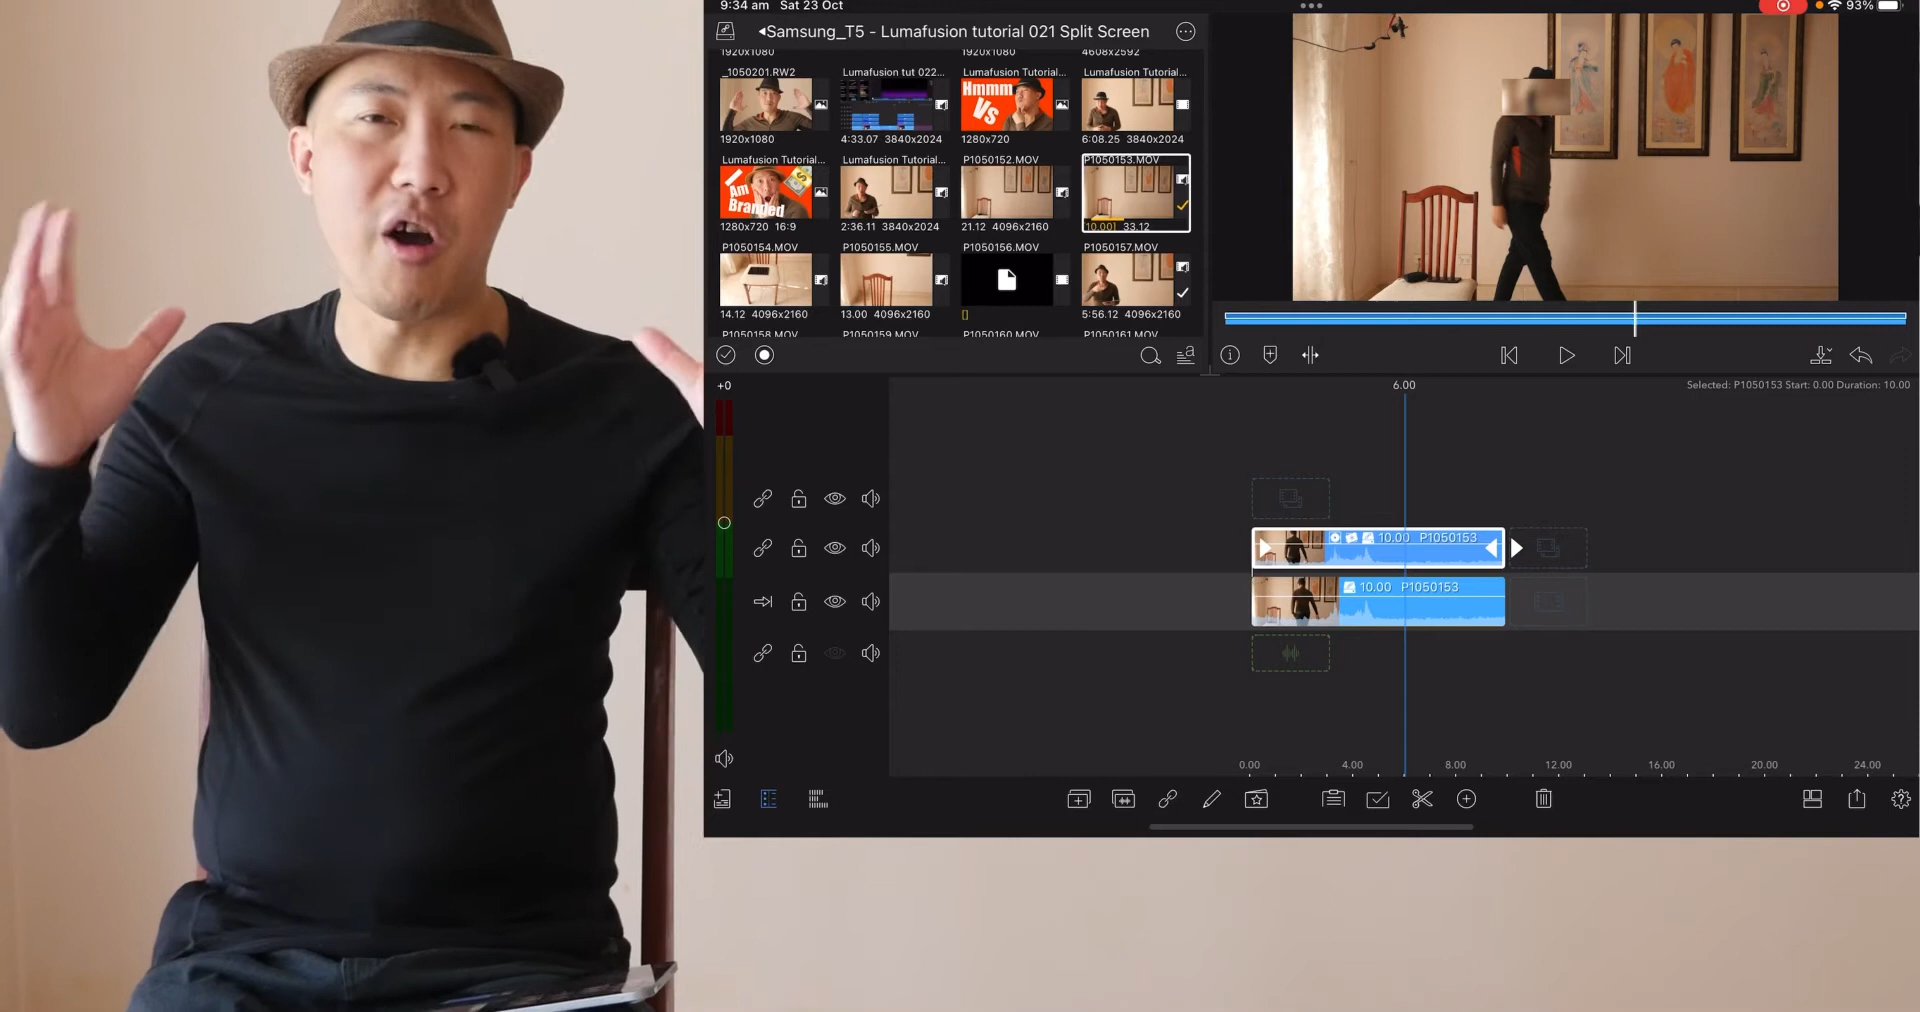 9:34 am Sat 23 Oct
93%
Samsung_T5 - Lumafusion tutorial 021 Split Screen
1920x1080
1920x1080
4608x2592
_1050201.RW2
Lumafusion tut 022...
Lumafusion Tutorial...
Lumafusion Tutorial...
Hmmm
Vs
1920x1080
4:33.07 3840x2024
1280x720
6:08.25 3840x2024
Lumafusion Tutorial...
Lumafusion Tutorial...
P1050152.MOV
P1050153.MOV
I
Am
Branded
1280x720 16:9
2:36.11 3840x2024
21.12 4096x2160
[10.00] 33.12
P1050154.MOV
P1050155.MOV
P1050156.MOV
P1050157.MOV
14.12 4096x2160
13.00 4096x2160
[]
5:56.12 4096x2160
P1050158.MOV
P1050159.MOV
P1050160.MOV
P1050161.MOV
+0
6.00
Selected: P1050153 Start: 0.00 Duration: 10.00
10.00 P1050153
10.00 P1050153
0.00
4.00
8.00
12.00
16.00
20.00
24.00